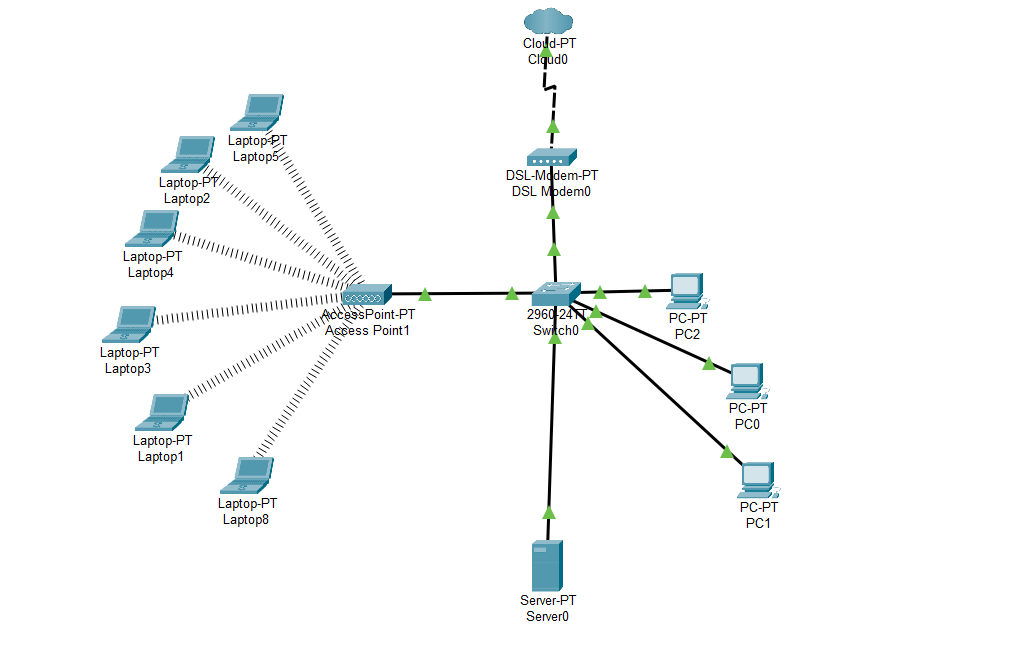 Cloud-PT
Cloud0
Laptop-PT
Laptop5
DSL-Modem-PT
DSL Modem0
Laptop-PT
Laptop2
Laptop-PT
Laptop4
AccessPoint-PT
Access Point1
2960-24TT
Switch0
PC-PT
PC2
Laptop-PT
Laptop3
PC-PT
PC0
Laptop-PT
Laptop1
Laptop-PT
Laptop8
PC-PT
PC1
Server-PT
Server0